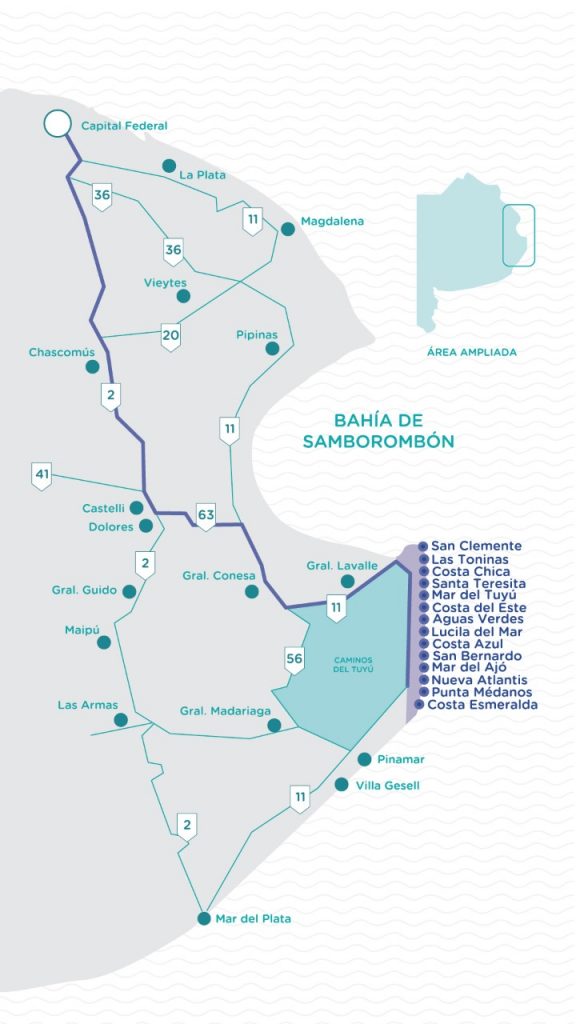 Capital Federal
La Plata
36
11
Magdalena
36
Vieytes
20
Pipinas
Chascomús
ÁREA AMPLIADA
2
11
BAHÍA DE
SAMBOROMBÓN
41
Castelli
63
Dolores
2
San Clemente
Las Toninas
Costa Chica
Santa Teresita
Mar del Tuyú
Costa del Este
Aguas Verdes
Lucila del Mar
Costa Azul
San Bernardo
Mar del Ajó
Nueva Atlantis
Punta Médanos
Costa Esmeralda
Gral. Lavalle
Gral. Conesa
Gral. Guido
11
Maipú
56
CAMINOS
DEL TUYÚ
Las Armas
Gral. Madariaga
Pinamar
Villa Gesell
11
2
Mar del Plata